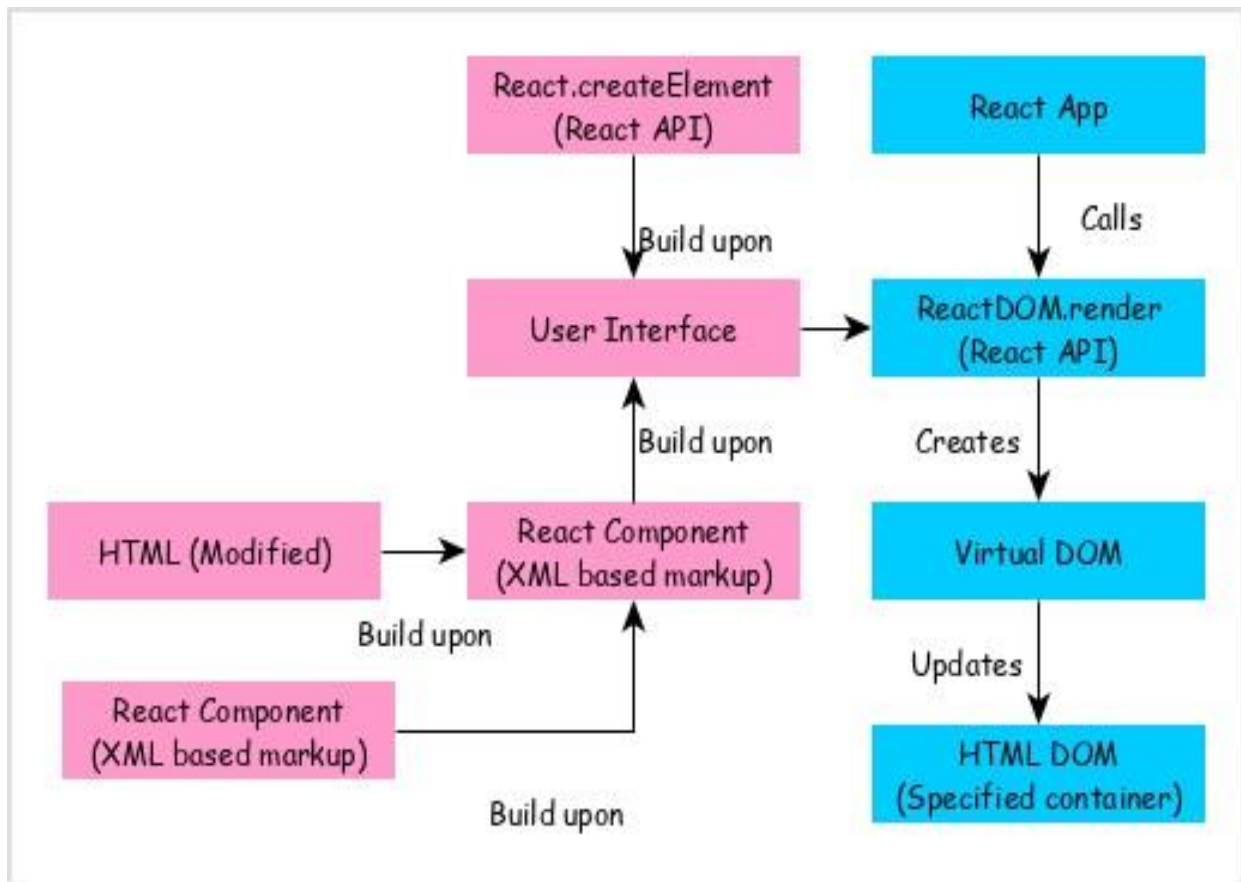 React.createElement
(React API)
React App
Calls
Build upon
User Interface
ReactDOM.render
(React API)
Build upon
Creates
HTML (Modified)
React Component
(XML based markup)
Virtual DOM
Build upon
Updates
React Component
(XML based markup)
HTML DOM
(Specified container)
Build upon